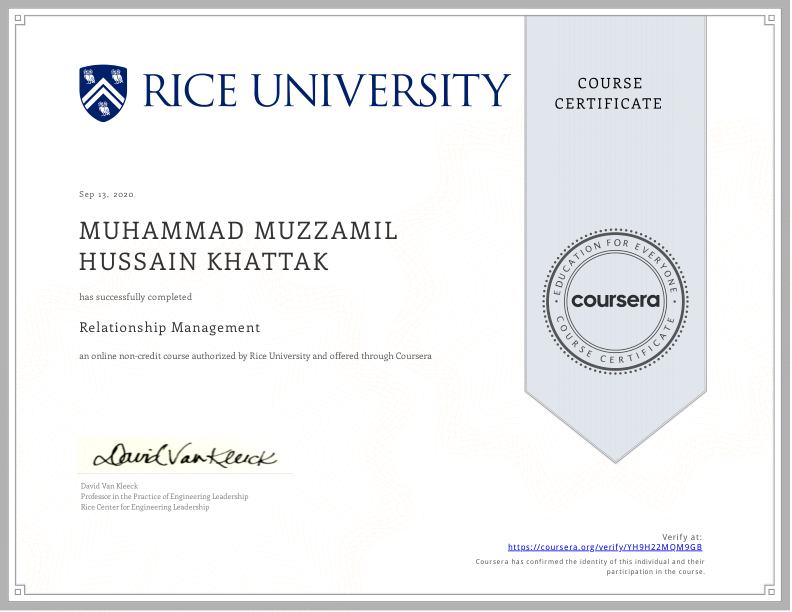 RICE UNIVERSITY
COURSE
CERTIFICATE
Sep 13, 2020
MUHAMMAD MUZZAMIL
HUSSAIN KHATTAK
has successfully completed
Relationship Management
an online non-credit course authorized by Rice University and offered through Coursera
EDUCATION FOR EVERYONE
coursera
COURSE CERTIFICATE
David Van Kleeck
David Van Kleeck
Professor in the Practice of Engineering Leadership
Rice Center for Engineering Leadership
Verify at:
https://coursera.org/verify/YH9H22MQM9GB
Coursera has confirmed the identity of this individual and their
participation in the course.